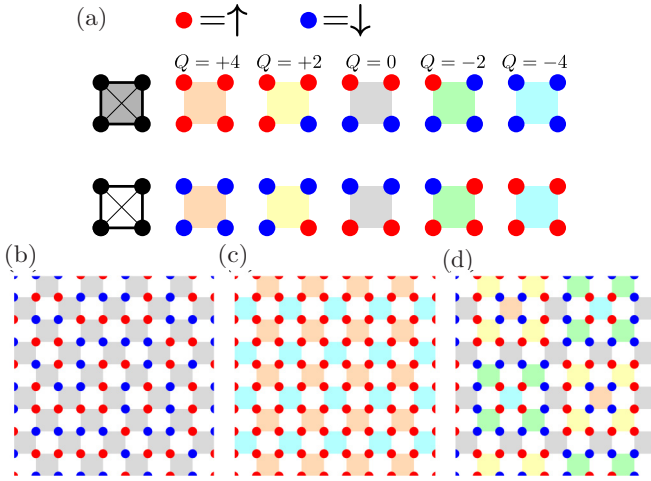 (a)
=↑ =↓
Q = +4 Q = +2 Q = 0 Q = −2 Q = −4
(b) (c) (d)